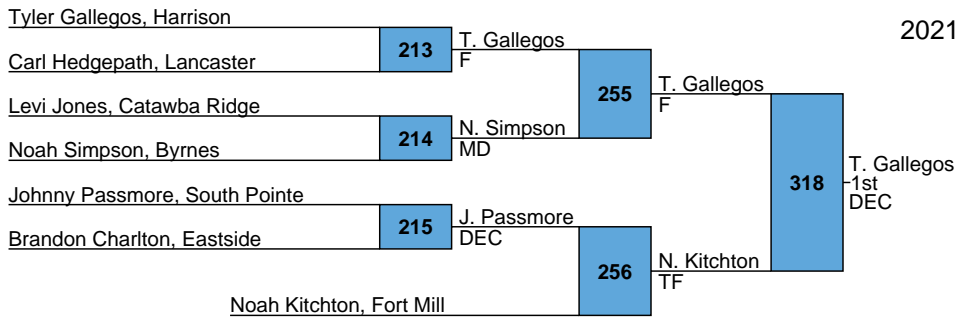 Tyler Gallegos, Harrison
2021
213
T. Gallegos
F
Carl Hedgepath, Lancaster
255
T. Gallegos
F
Levi Jones, Catawba Ridge
214
N. Simpson
MD
Noah Simpson, Byrnes
318
T. Gallegos
1st
DEC
Johnny Passmore, South Pointe
215
J. Passmore
DEC
Brandon Charlton, Eastside
256
N. Kitchton
TF
Noah Kitchton, Fort Mill